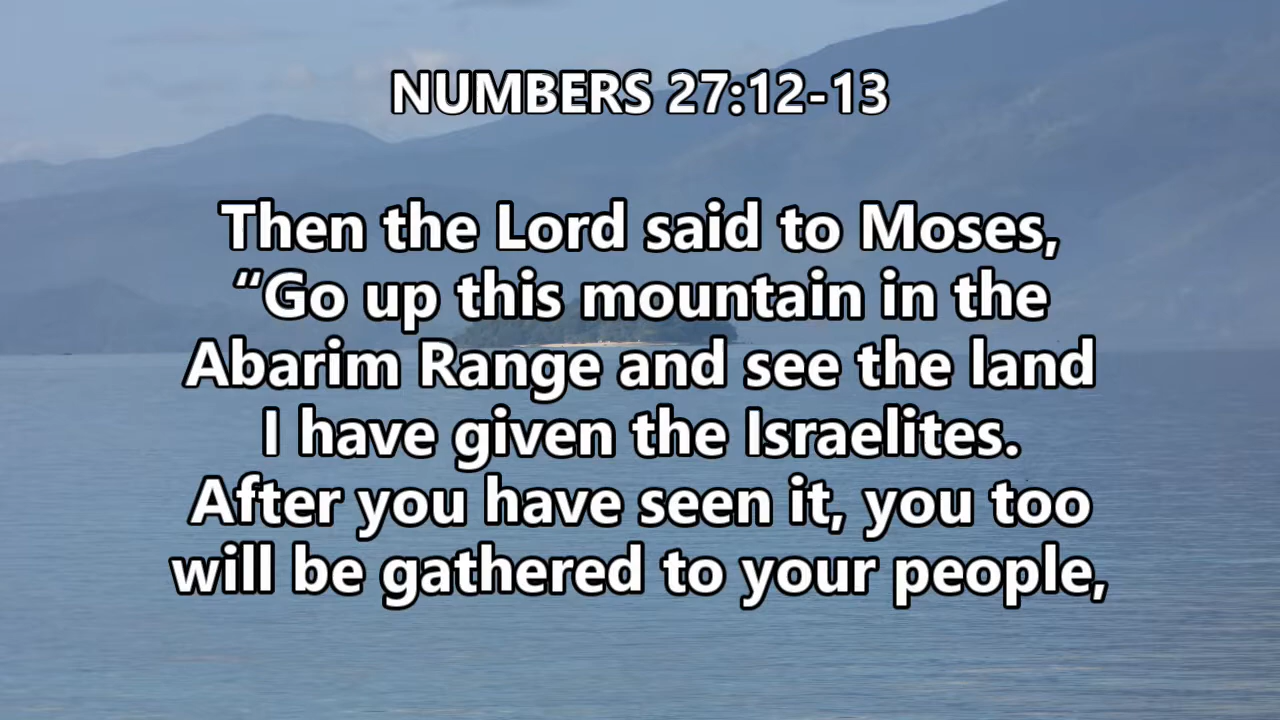 NUMBERS 27:12-13
Then the Lord said to Moses,
“Go up this mountain in the
Abarim Range and see the land
I have given the Israelites.
After you have seen it, you too
will be gathered to your people,